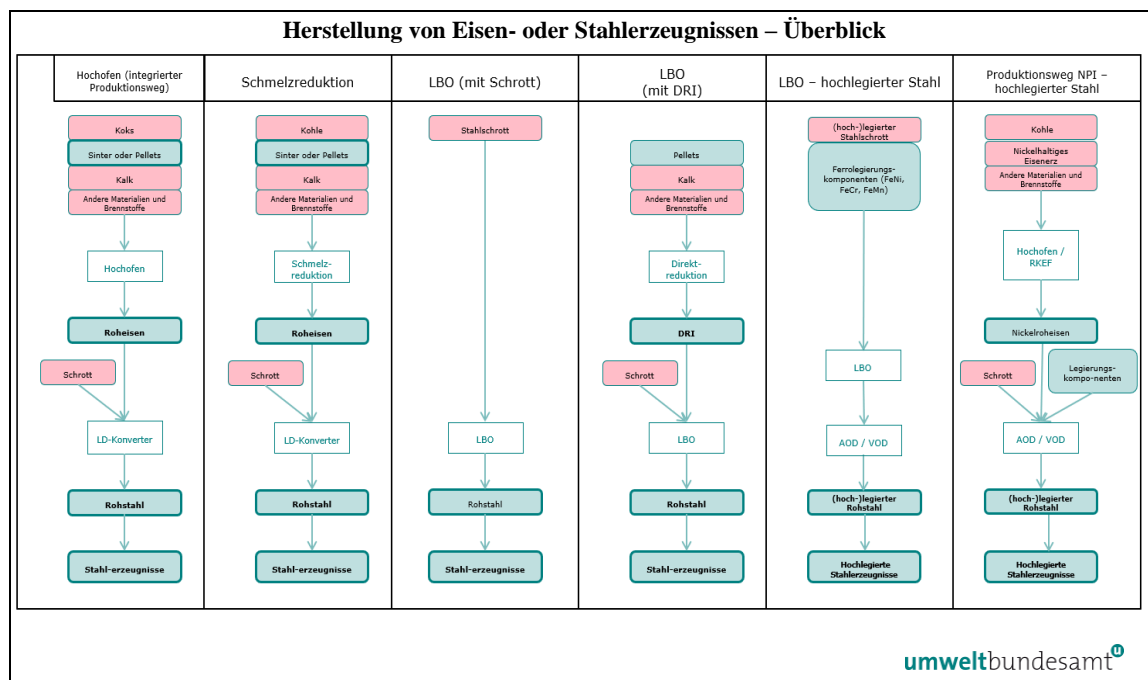 Herstellung von Eisen- oder Stahlerzeugnissen – Überblick
Hochofen (integrierter
Produktionsweg)
Koks
Sinter oder Pellets
Kalk
Andere Materialien und
Brennstoffe
Hochofen
Roheisen
Schrott
LD-Konverter
Rohstahl
Stahl-erzeugnisse
Schmelzreduktion
Kohle
Sinter oder Pellets
Kalk
Andere Materialien und
Brennstoffe
Schmelz-
reduktion
Roheisen
Schrott
LD-Konverter
Rohstahl
Stahl-erzeugnisse
LBO (mit Schrott)
Stahlschrott
LBO
Rohstahl
Stahl-erzeugnisse
LBO
(mit DRI)
Pellets
Kalk
Andere Materialien und
Brennstoffe
Direkt-
reduktion
DRI
Schrott
LBO
Rohstahl
Stahl-erzeugnisse
LBO – hochlegierter Stahl
(hoch-)legierter
Stahlschrott
Ferrolegierungs-
komponenten (FeNi,
FeCr, FeMn)
LBO
AOD / VOD
(hoch-)legierter
Rohstahl
Hochlegierte
Stahlerzeugnisse
Produktionsweg NPI –
hochlegierter Stahl
Kohle
Nickelhaltiges
Eisenerz
Andere Materialien und
Brennstoffe
Hochofen /
RKEF
Nickelroheisen
Schrott
Legierungs-
kompo-nenten
AOD / VOD
(hoch-)legierter
Rohstahl
Hochlegierte
Stahlerzeugnisse
umweltbundesamt u